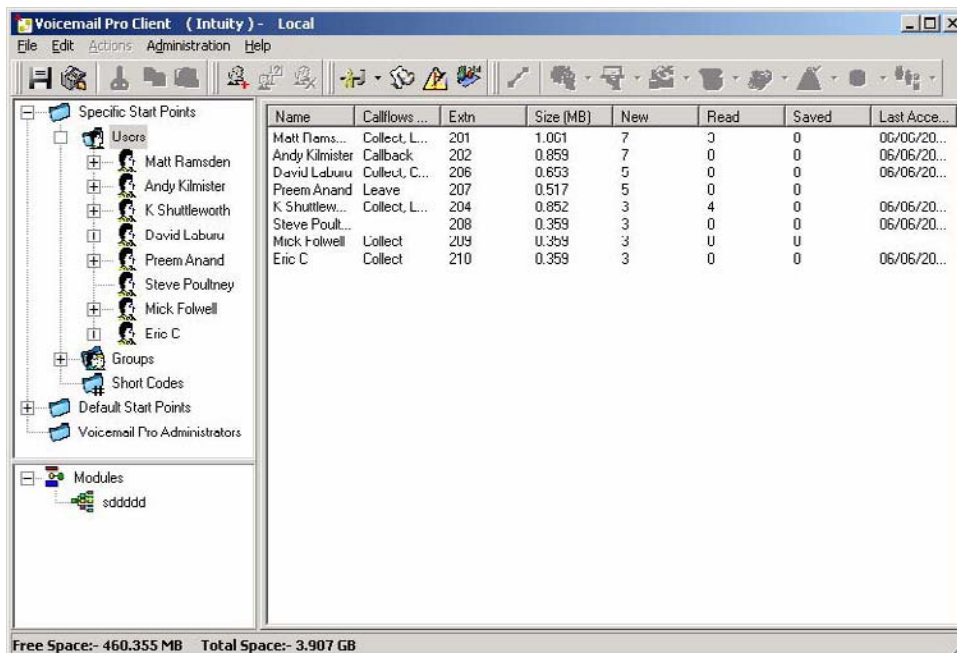 Voicemail Pro Client ( Intuity ) - Local
File Edit Actions Administration Help
Specific Start Points
Users
Matt Ramsden
Andy Kilmister
K Shuttleworth
David Laburu
Preem Anand
Steve Poultney
Mick Folwell
Eric C
Groups
Short Codes
Default Start Points
Voicemail Pro Administrators
Modules
sddddd
Name Callflows ... Extn Size (MB) New Read Saved Last Acce...
Matt Rams... Collect, L... 201 1.061 7 3 0 06/06/20...
Andy Kilmister Callback 202 0.859 7 0 0 06/06/20...
David Laburu Collect, C... 206 0.653 5 0 0 06/06/20...
Preem Anand Leave 207 0.517 5 0 0
K Shuttlew... Collect, L... 204 0.852 3 4 0 06/06/20...
Steve Poult... 208 0.359 3 0 0 06/06/20...
Mick Folwell Collect 209 0.359 3 0 0
Eric C Collect 210 0.359 3 0 0 06/06/20...
Free Space:- 460.355 MB Total Space:- 3.907 GB